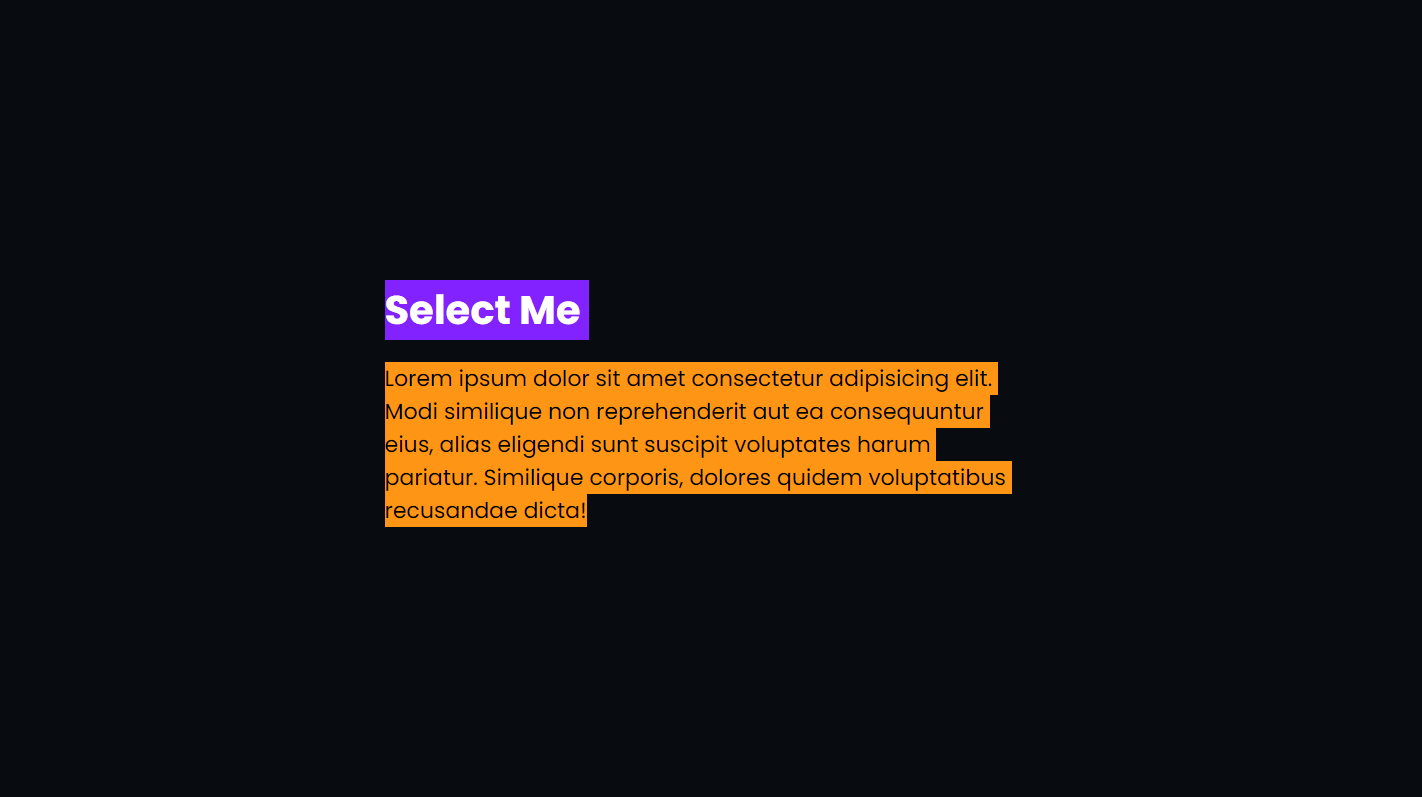 Select Me
Lorem ipsum dolor sit amet consectetur adipisicing elit.
Modi similique non reprehenderit aut ea consequuntur
eius, alias eligendi sunt suscipit voluptates harum
pariatur. Similique corporis, dolores quidem voluptatibus
recusandae dicta!